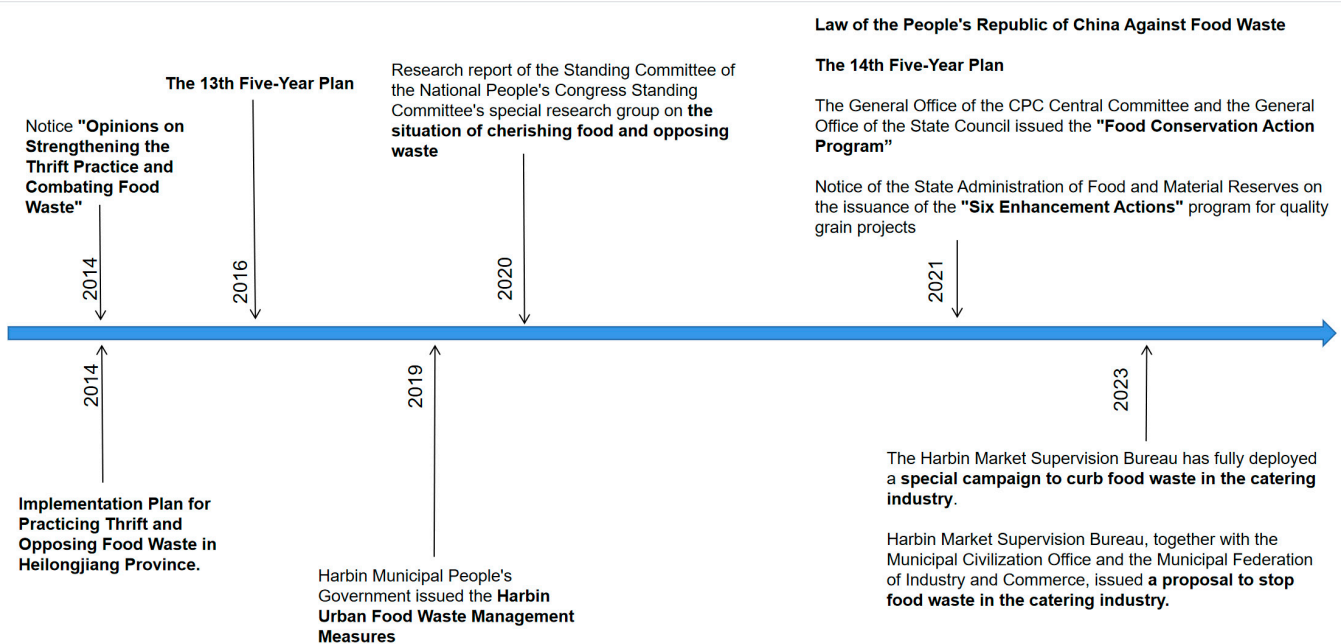 Law of the People's Republic of China Against Food Waste
The 14th Five-Year Plan
The General Office of the CPC Central Committee and the General
Office of the State Council issued the "Food Conservation Action
Program”
Notice of the State Administration of Food and Material Reserves on
the issuance of the "Six Enhancement Actions" program for quality
grain projects
2021
Research report of the Standing Committee of
the National People's Congress Standing
Committee's special research group on the
situation of cherishing food and opposing
waste
2020
The 13th Five-Year Plan
2016
Notice "Opinions on
Strengthening the
Thrift Practice and
Combating Food
Waste"
2014
2014
Implementation Plan for
Practicing Thrift and
Opposing Food Waste in
Heilongjiang Province.
2019
Harbin Municipal People's
Government issued the Harbin
Urban Food Waste Management
Measures
2023
The Harbin Market Supervision Bureau has fully deployed
a special campaign to curb food waste in the catering
industry.
Harbin Market Supervision Bureau, together with the
Municipal Civilization Office and the Municipal Federation
of Industry and Commerce, issued a proposal to stop
food waste in the catering industry.